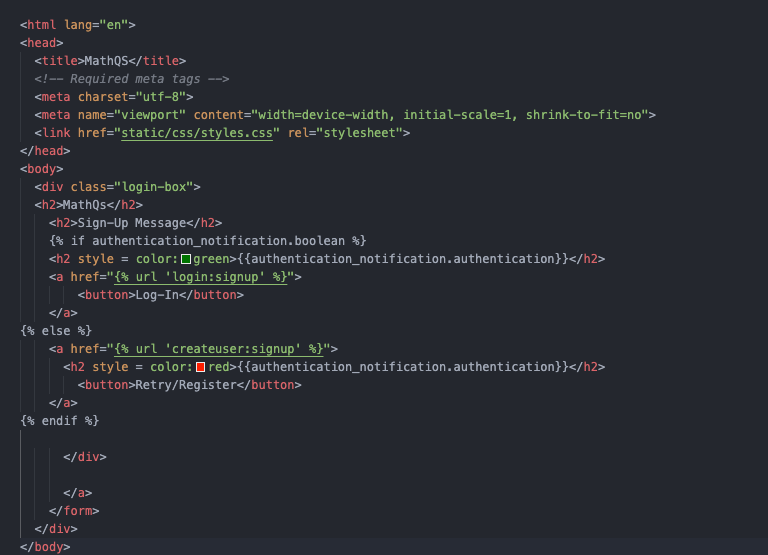 <html lang="en">
<head>
<title>MathQS</title>
<!-- Required meta tags -->
<meta charset="utf-8">
<meta name="viewport" content="width=device-width, initial-scale=1, shrink-to-fit=no">
<link href="static/css/styles.css" rel="stylesheet">
</head>
<body>
<div class="login-box">
<h2>MathQs</h2>
<h2>Sign-Up Message</h2>
{% if authentication_notification.boolean %}
<h2 style = color:green>{{authentication_notification.authentication}}</h2>
<a href="{% url 'login:signup' %}">
<button>Log-In</button>
</a>
{% else %}
<a href="{% url 'createuser:signup' %}">
<h2 style = color:red>{{authentication_notification.authentication}}</h2>
<button>Retry/Register</button>
</a>
{% endif %}
</div>
</a>
</form>
</div>
</body>